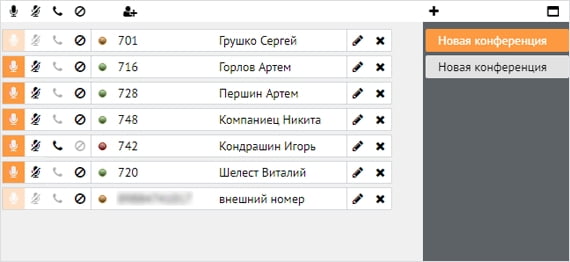 701 Грушко Сергей
716 Горлов Артем
728 Першин Артем
748 Компаниец Никита
742 Кондрашин Игорь
720 Шелест Виталий
внешний номер
Новая конференция
Новая конференция